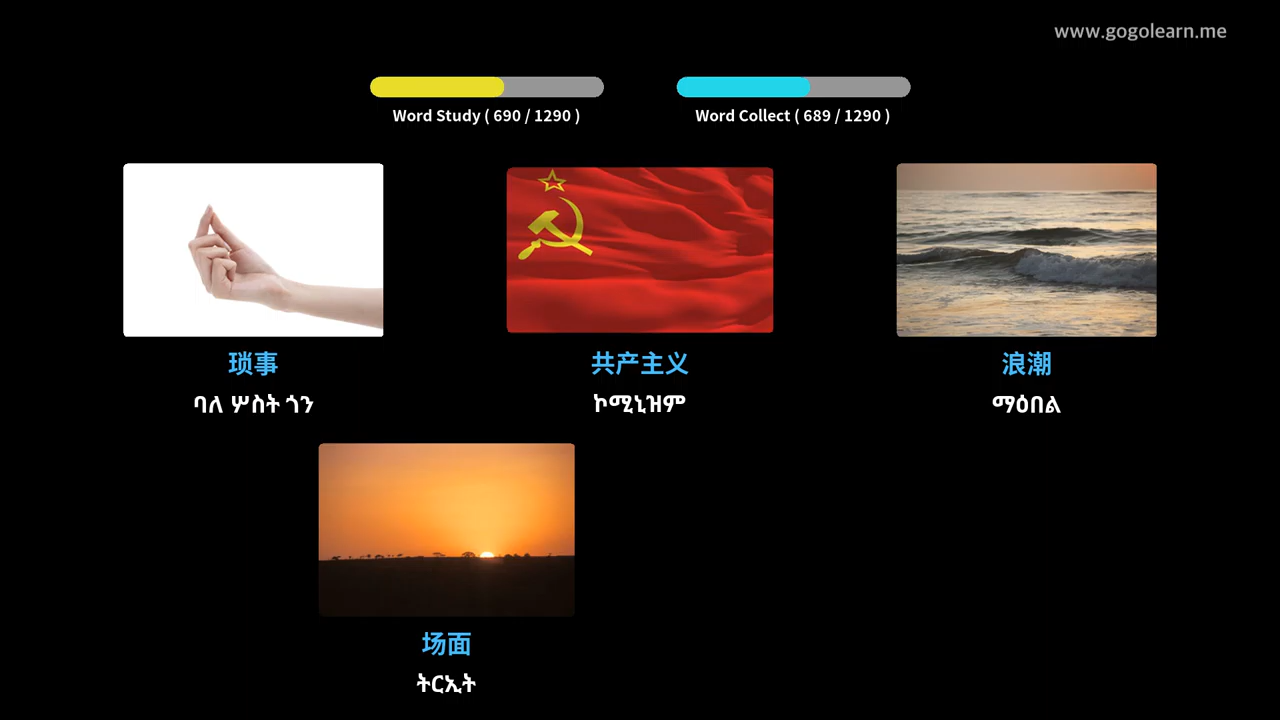 www.gogolearn.me
Word Study ( 690 / 1290 )
Word Collect ( 689 / 1290 )
琐事
共产主义
浪潮
ባለ ሦስት ጎን
ኮሚኒዝም
ማዕበል
场面
ትርኢት